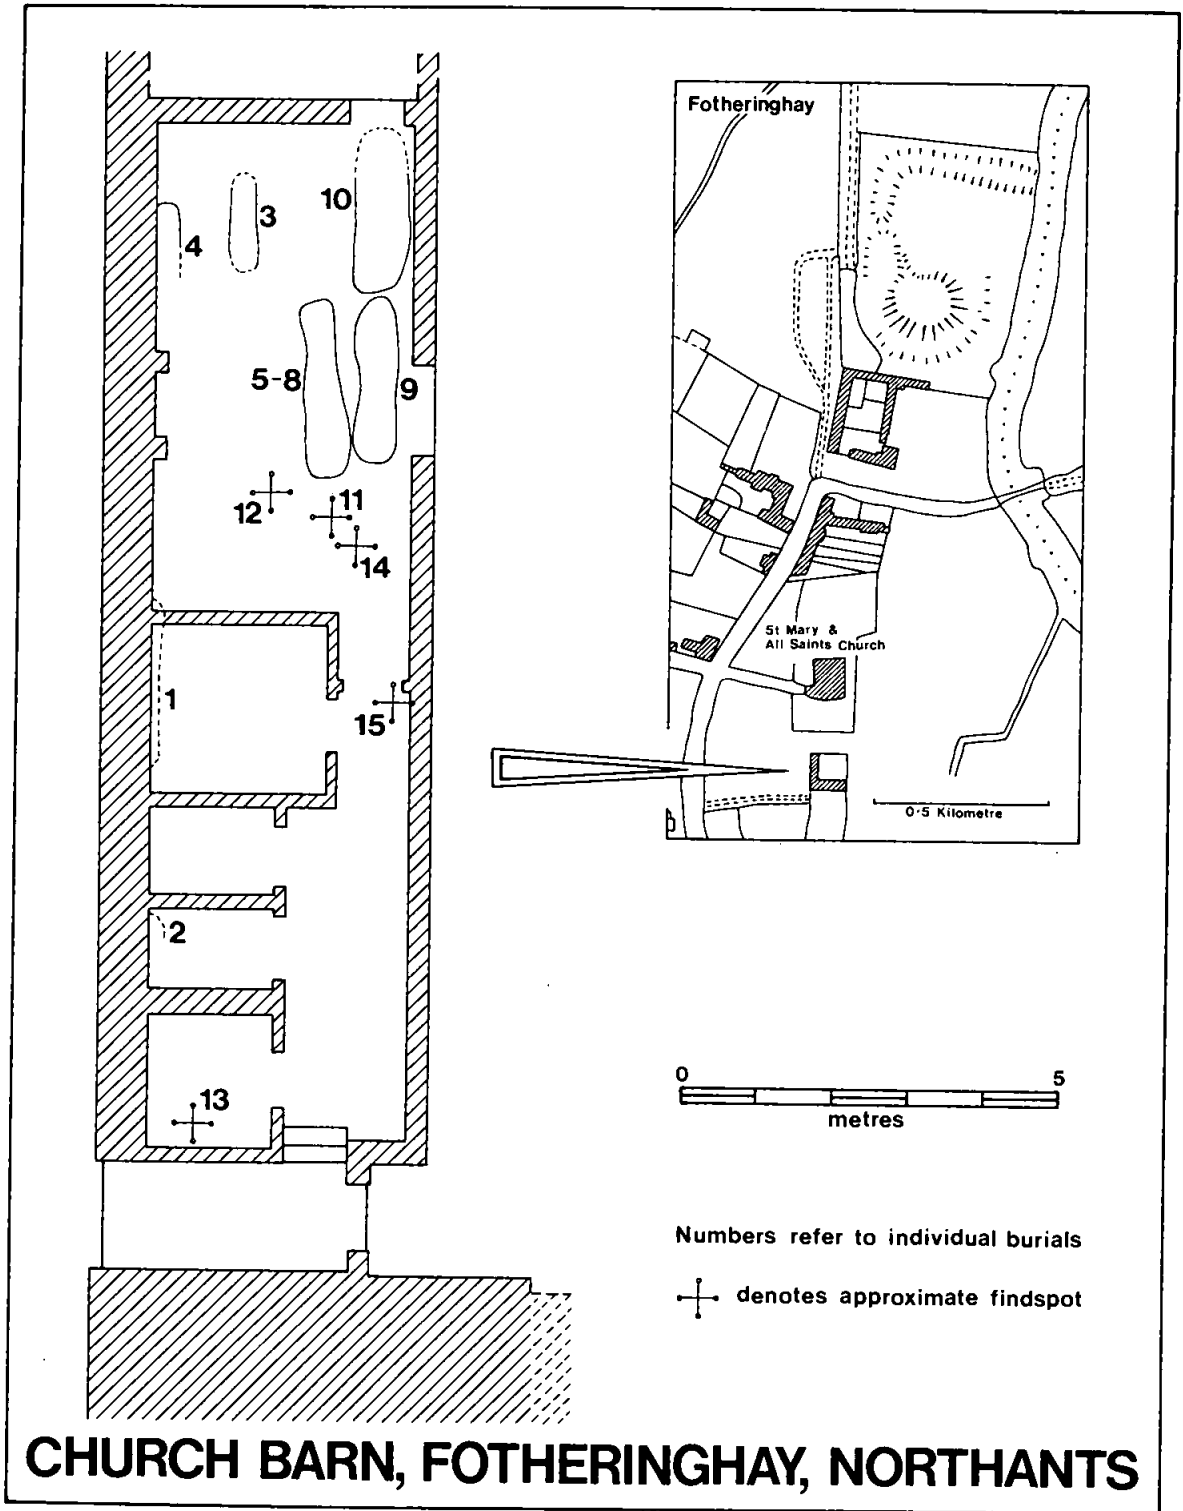 10
3
4
5-8
9
12
11
14
1
15
2
13
Fotheringhay
St Mary &
All Saints Church
0·5 Kilometre
0 5
metres
Numbers refer to individual burials
denotes approximate findspot
CHURCH BARN, FOTHERINGHAY, NORTHANTS